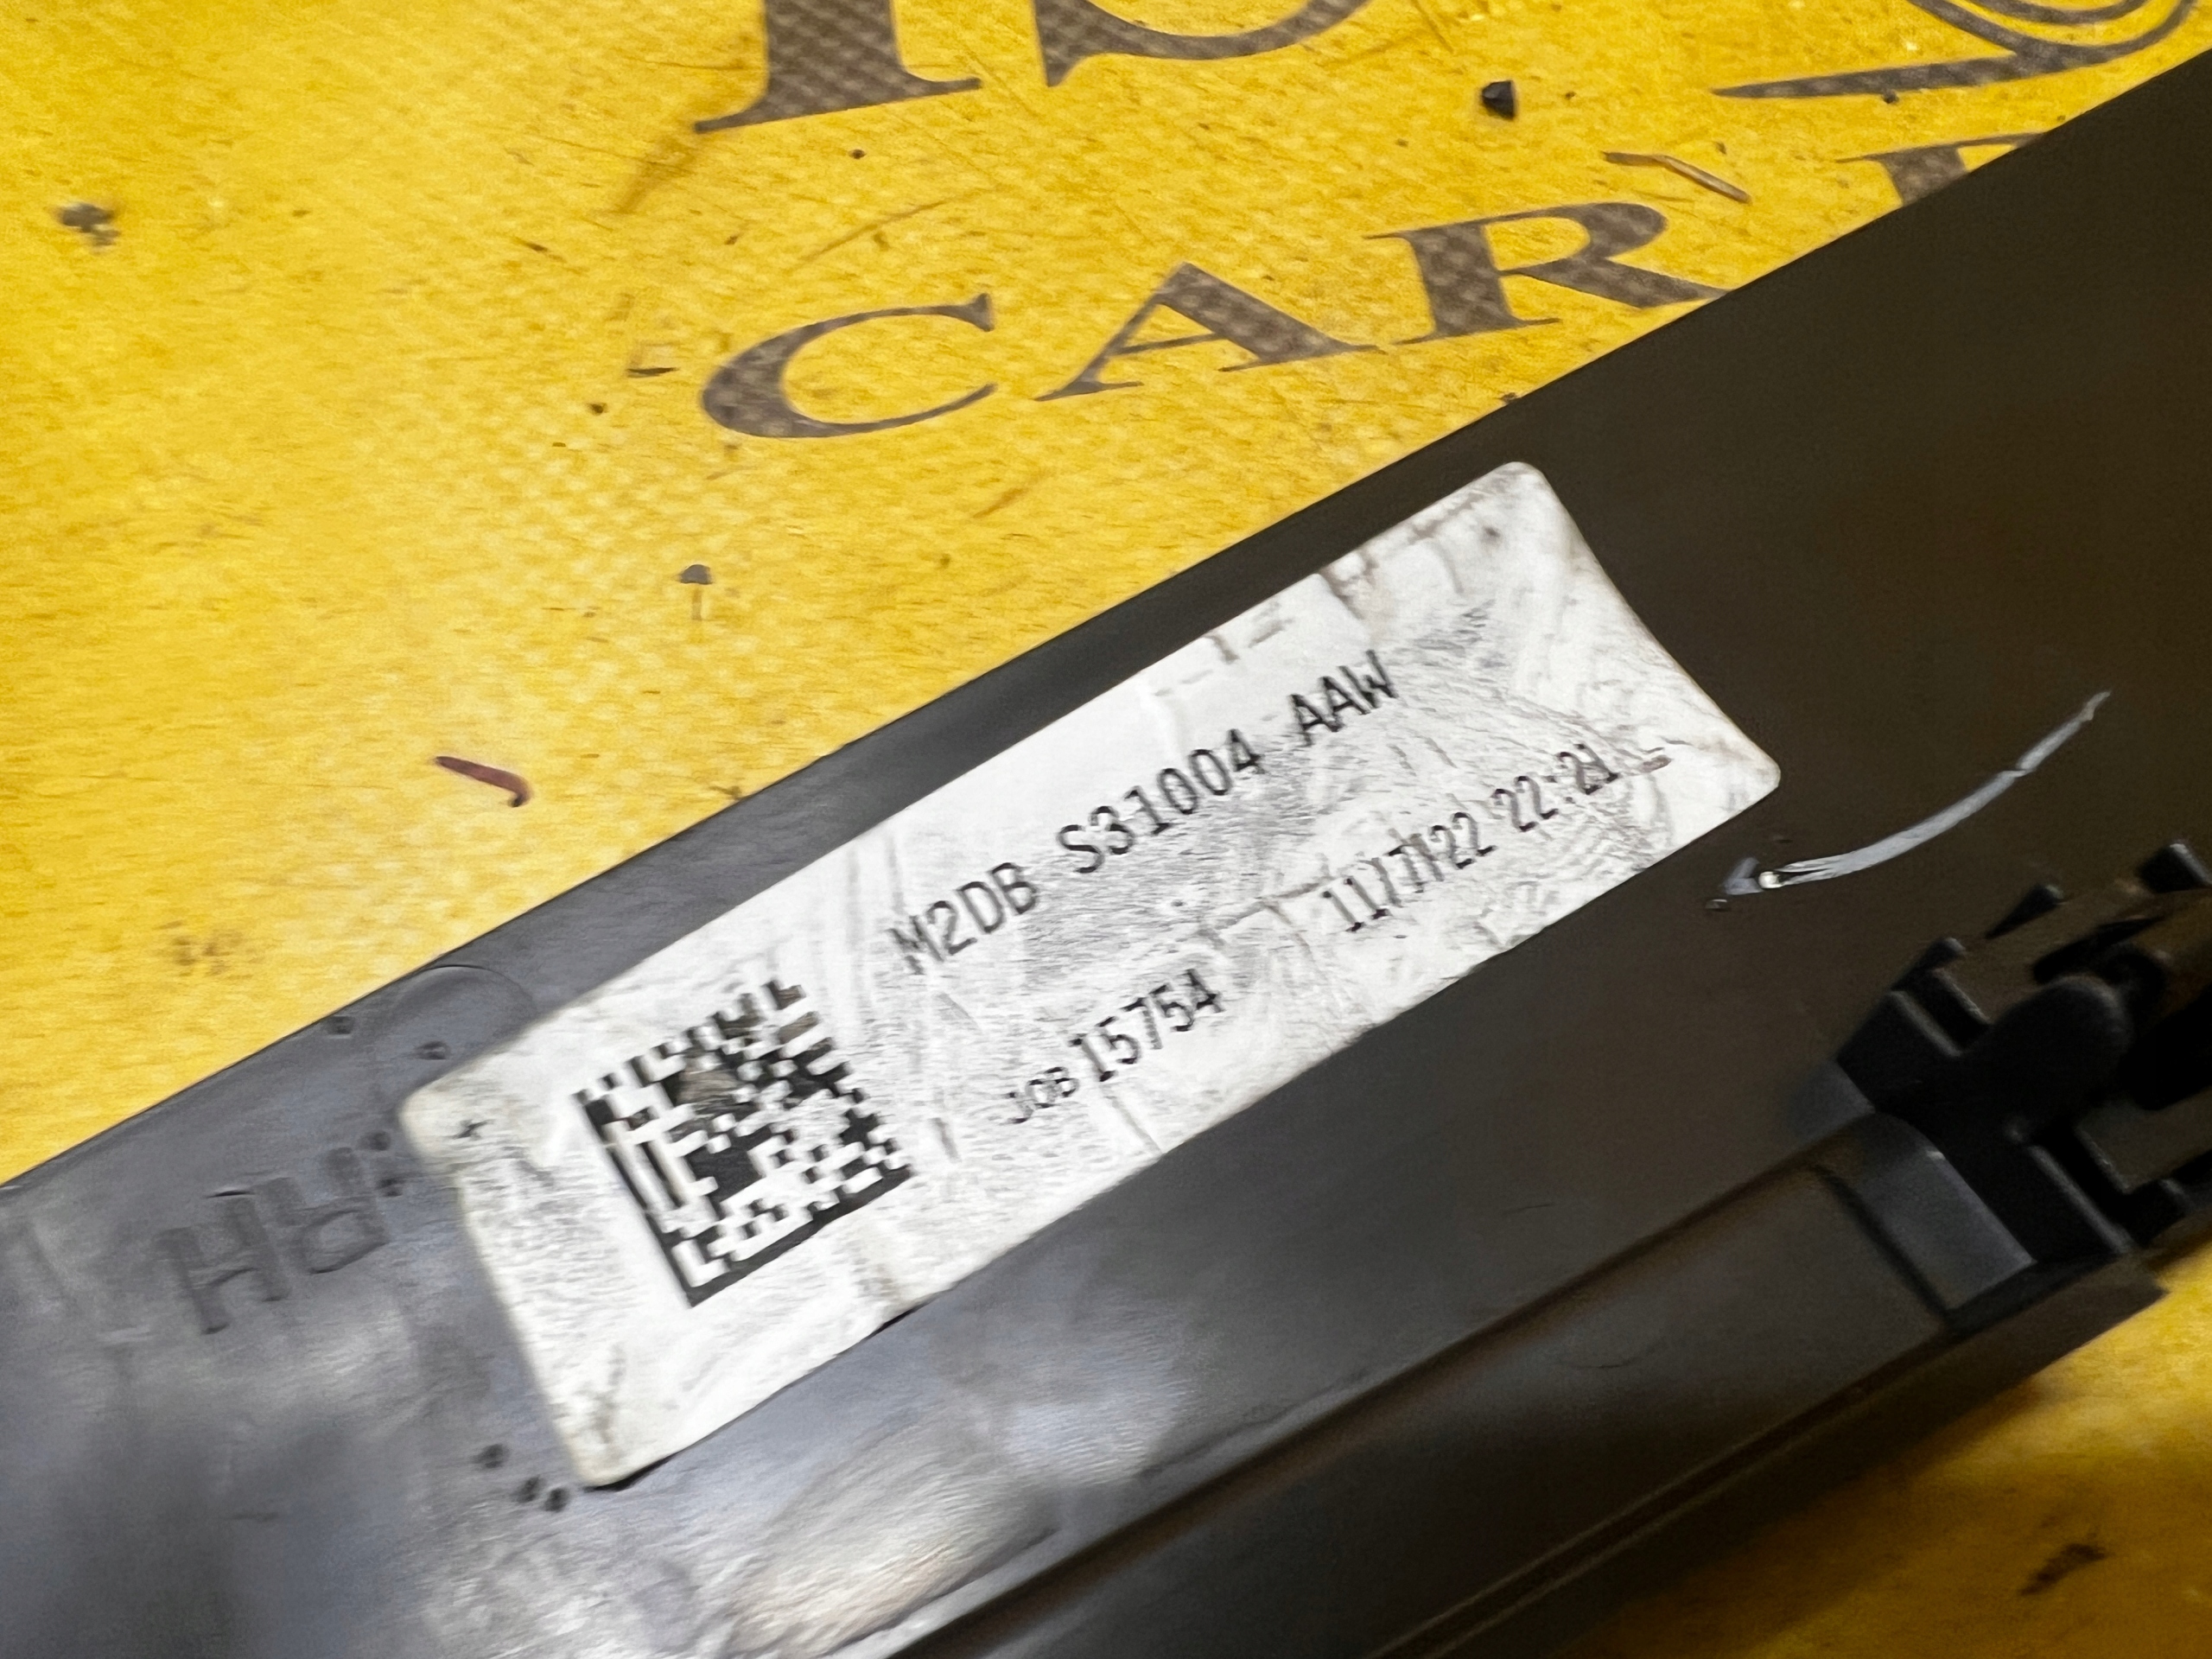 CAR
M2DB S31004 AAW
JOB 15754 11/7/22 22:21
RH